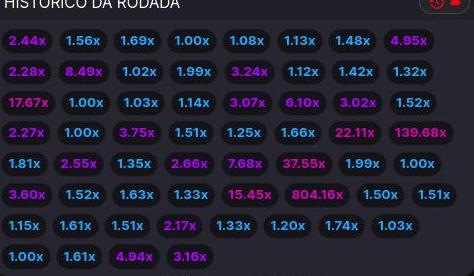 HISTÓRICO DA RODADA
2.44x 1.56x 1.69x 1.00x 1.08x 1.13x 1.48x 4.95x
2.28x 8.49x 1.02x 1.99x 3.24x 1.12x 1.42x 1.32x
17.67x 1.00x 1.03x 1.14x 3.07x 6.10x 3.02x 1.52x
2.27x 1.00x 3.75x 1.51x 1.25x 1.66x 22.11x 139.68x
1.81x 2.55x 1.35x 2.66x 7.68x 37.55x 1.99x 1.00x
3.60x 1.52x 1.63x 1.33x 15.45x 804.16x 1.50x 1.51x
1.15x 1.61x 1.51x 2.17x 1.33x 1.20x 1.74x 1.03x
1.00x 1.61x 4.94x 3.16x